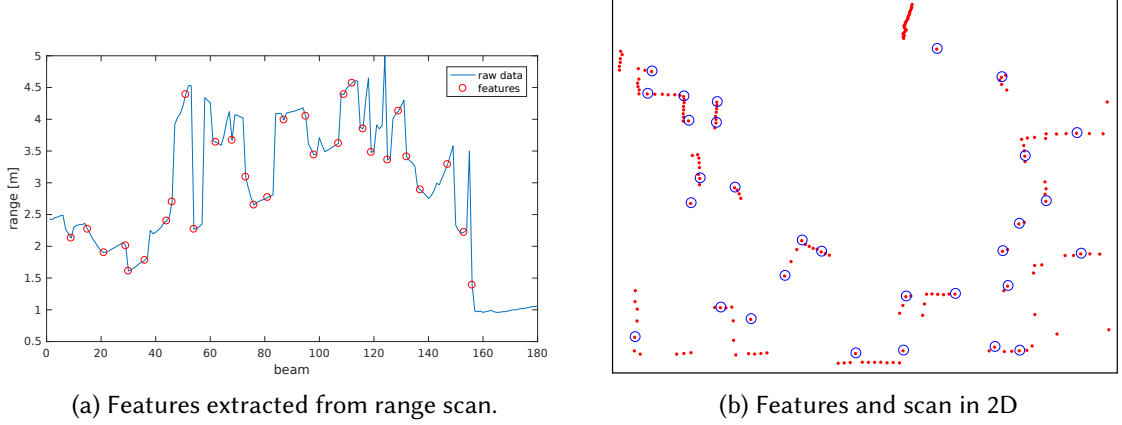 5
4.5
4
3.5
3
2.5
2
1.5
1
0.5
range [m]
raw data
features
0 20 40 60 80 100 120 140 160 180
beam
(a) Features extracted from range scan.
(b) Features and scan in 2D